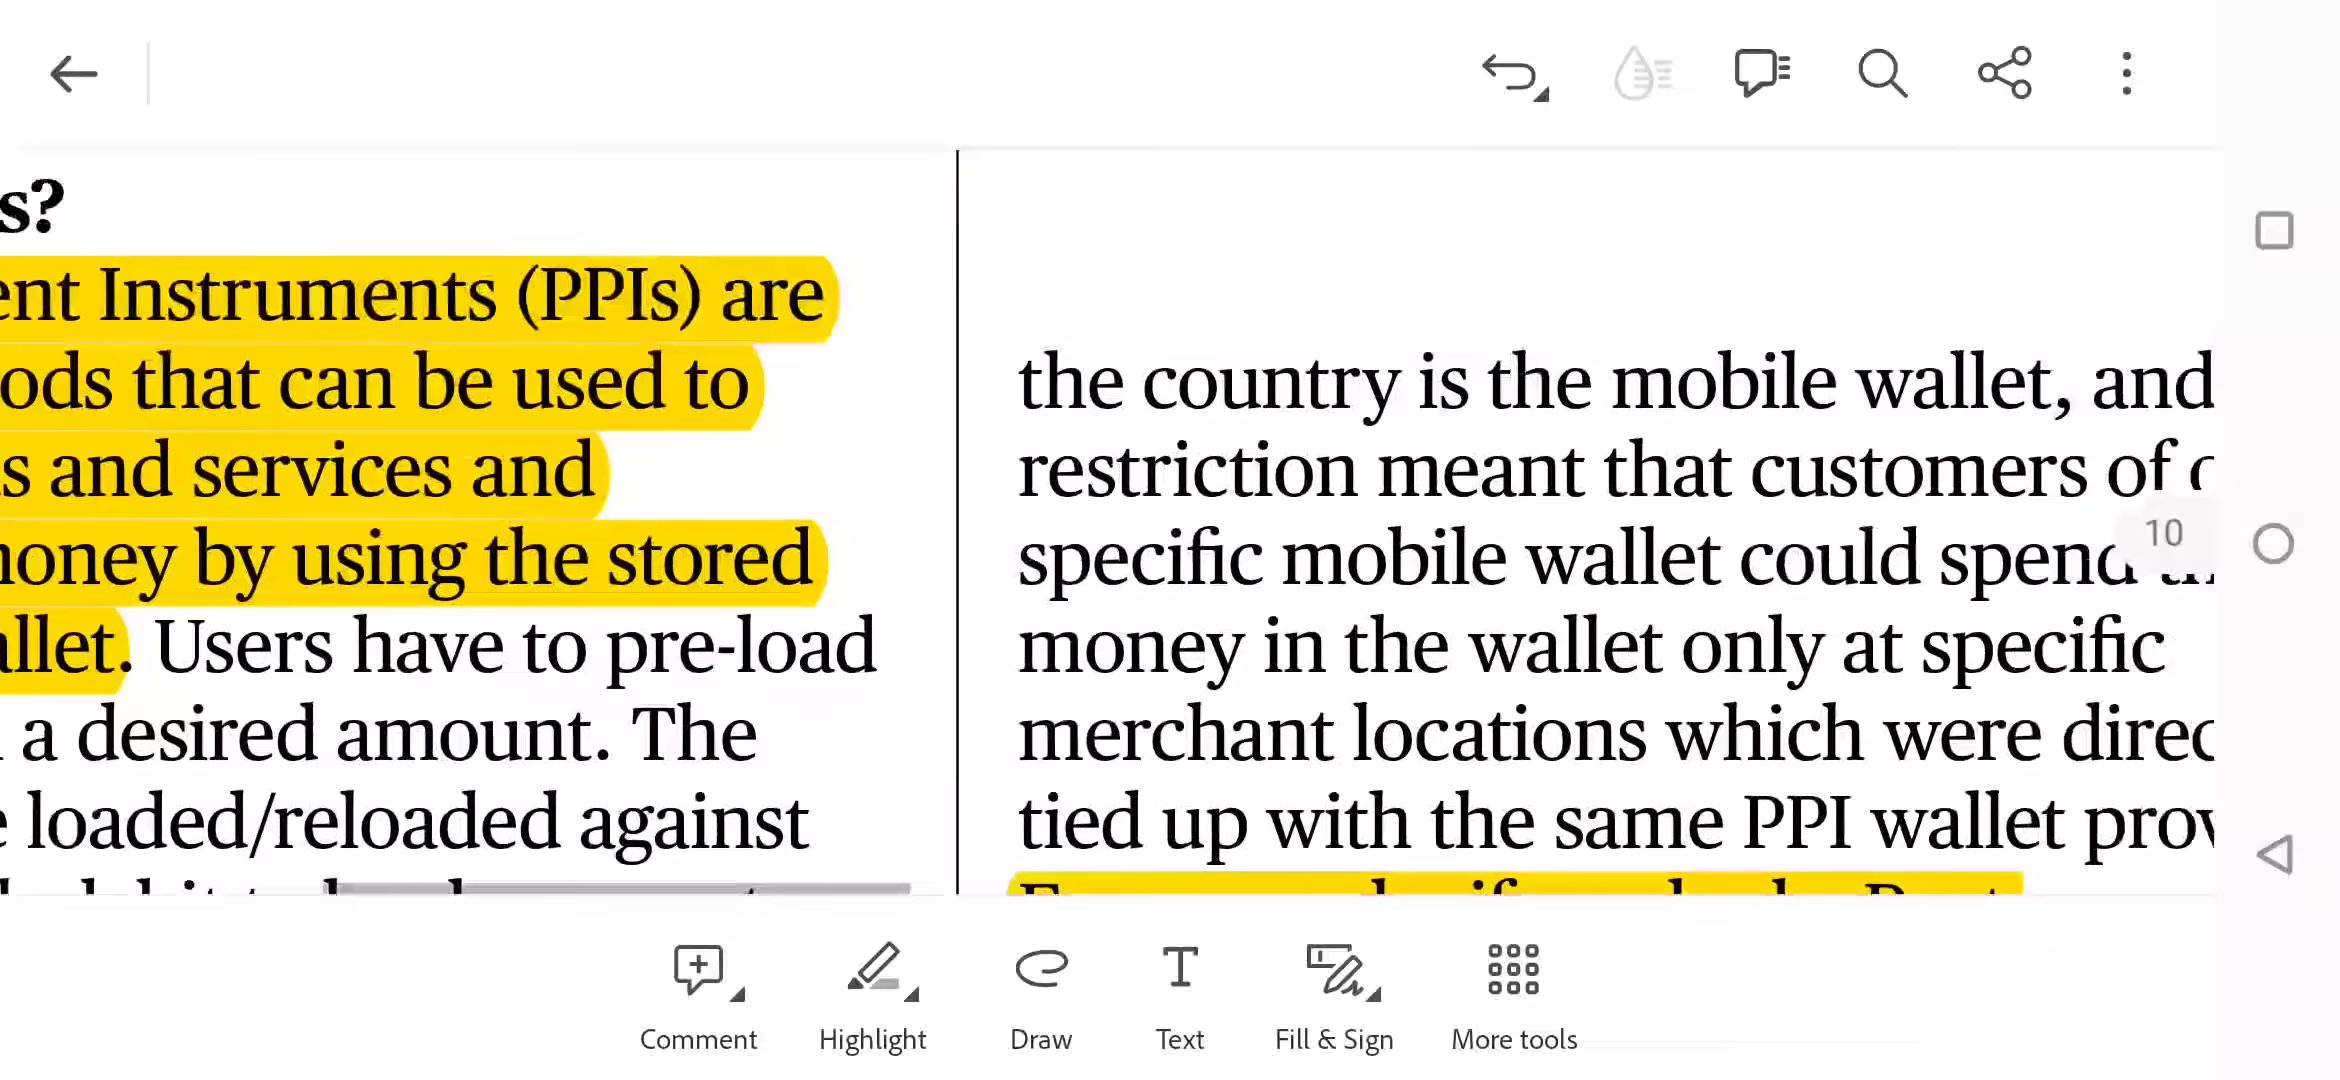 s?
ent Instruments (PPIs) are
ods that can be used to
s and services and
oney by using the stored
allet. Users have to pre-load
a desired amount. The
e loaded/reloaded against
the country is the mobile wallet, and
restriction meant that customers of
specific mobile wallet could spend
money in the wallet only at specific
merchant locations which were direc
tied up with the same PPI wallet prov
10
Comment
Highlight
Draw
Text
Fill & Sign
More tools